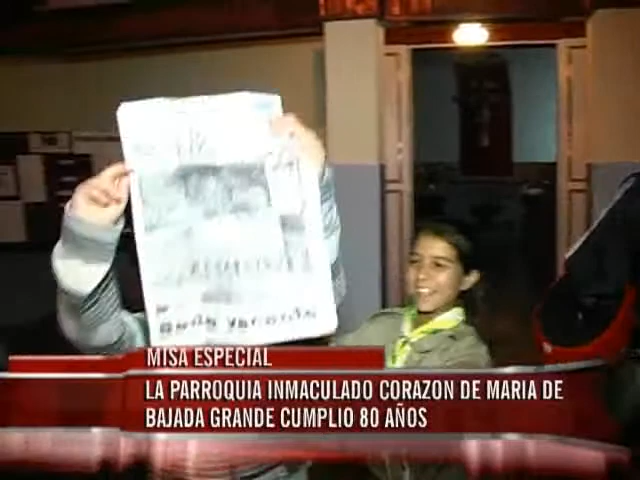 MISA ESPECIAL
LA PARROQUIA INMACULADO CORAZON DE MARIA DE
BAJADA GRANDE CUMPLIO 80 AÑOS